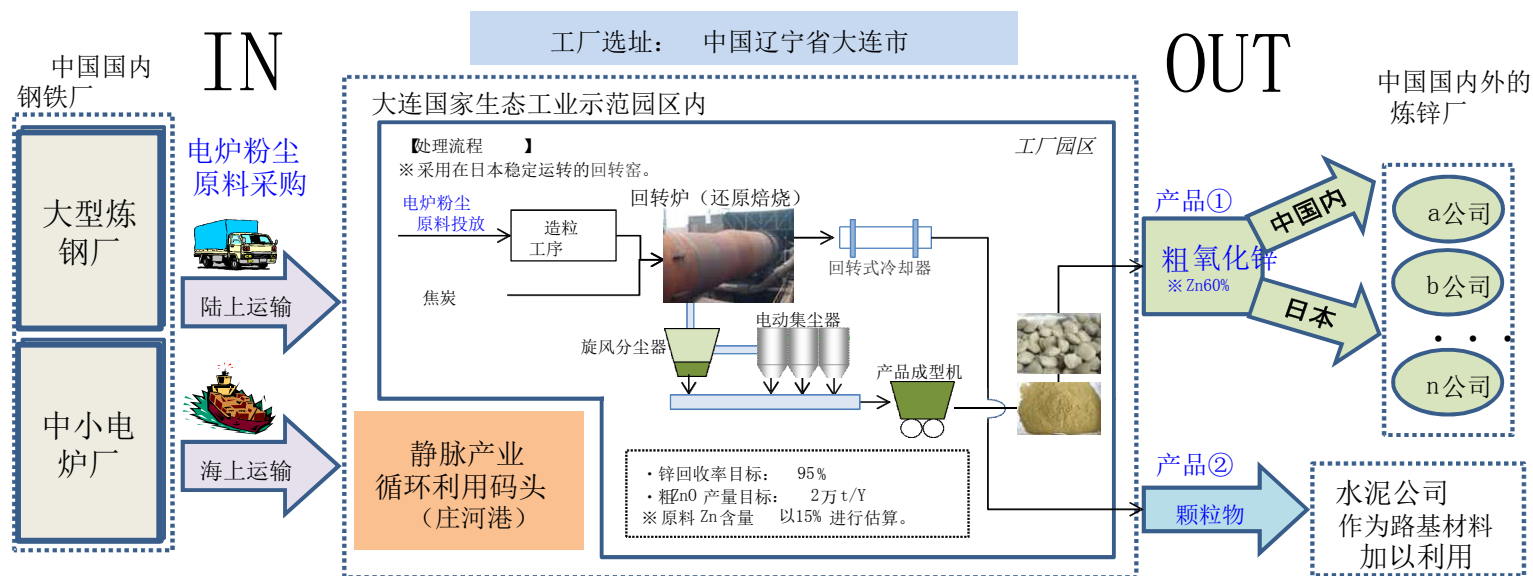 工厂选址： 中国辽宁省大连市
IN
OUT
中国国内
钢铁厂
大型炼
钢厂
中小电
炉厂
电炉粉尘
原料采购
陆上运输
海上运输
大连国家生态工业示范园区内
工厂园区
【处理流程 】
※采用在日本稳定运转的回转窑。
电炉粉尘
原料投放
造粒
工序
焦炭
回转炉（还原焙烧）
回转式冷却器
旋风分尘器
电动集尘器
产品成型机
静脉产业
循环利用码头
（庄河港）
・锌回收率目标： 95%
・粗ZnO 产量目标： 2万t/Y
※原料 Zn含量 以15% 进行估算。
产品①
粗氧化锌
※Zn60%
中国内
日本
中国国内外的
炼锌厂
a公司
b公司
・・・
n公司
产品②
颗粒物
水泥公司
作为路基材料
加以利用